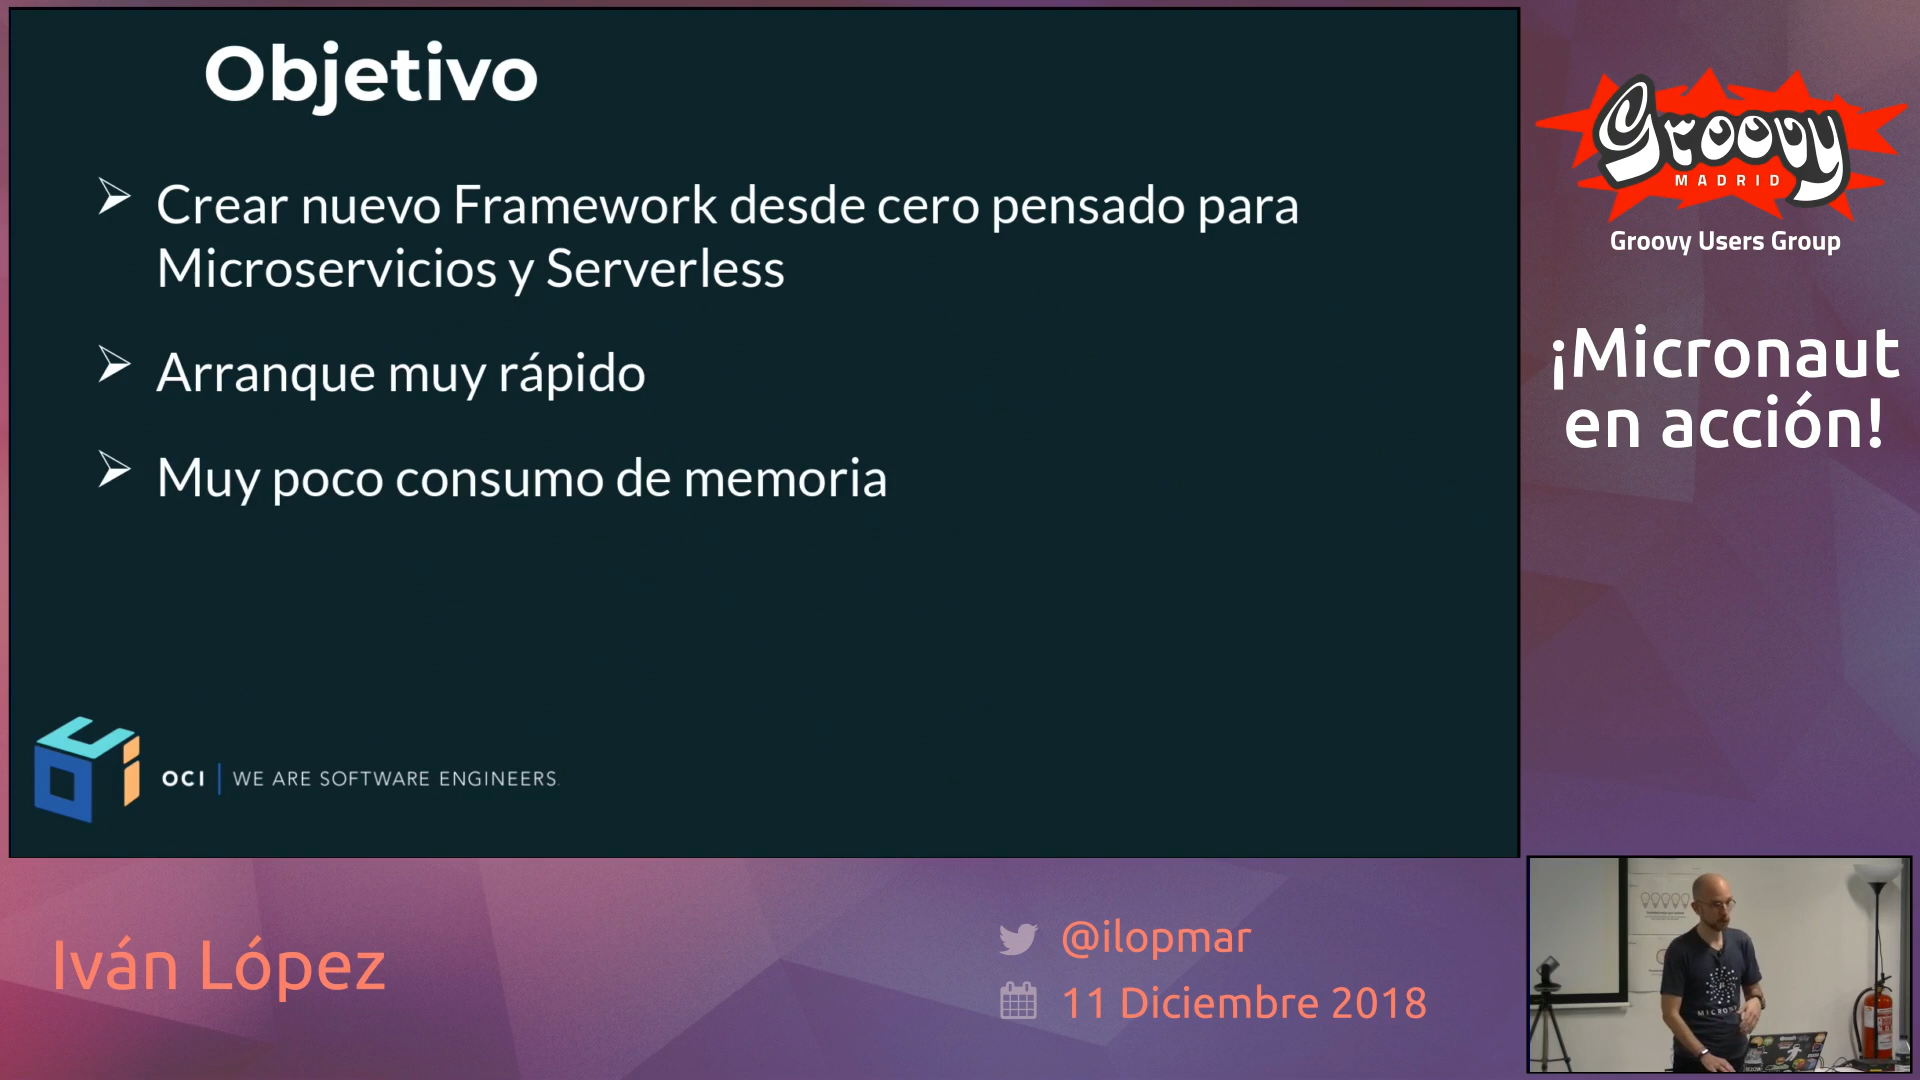 Objetivo
Crear nuevo Framework desde cero pensado para
Microservicios y Serverless
Arranque muy rápido
Muy poco consumo de memoria
OCI | WE ARE SOFTWARE ENGINEERS.
Groovy
MADRID
Groovy Users Group
¡Micronaut
en acción!
Iván López
@ilopmar
11 Diciembre 2018